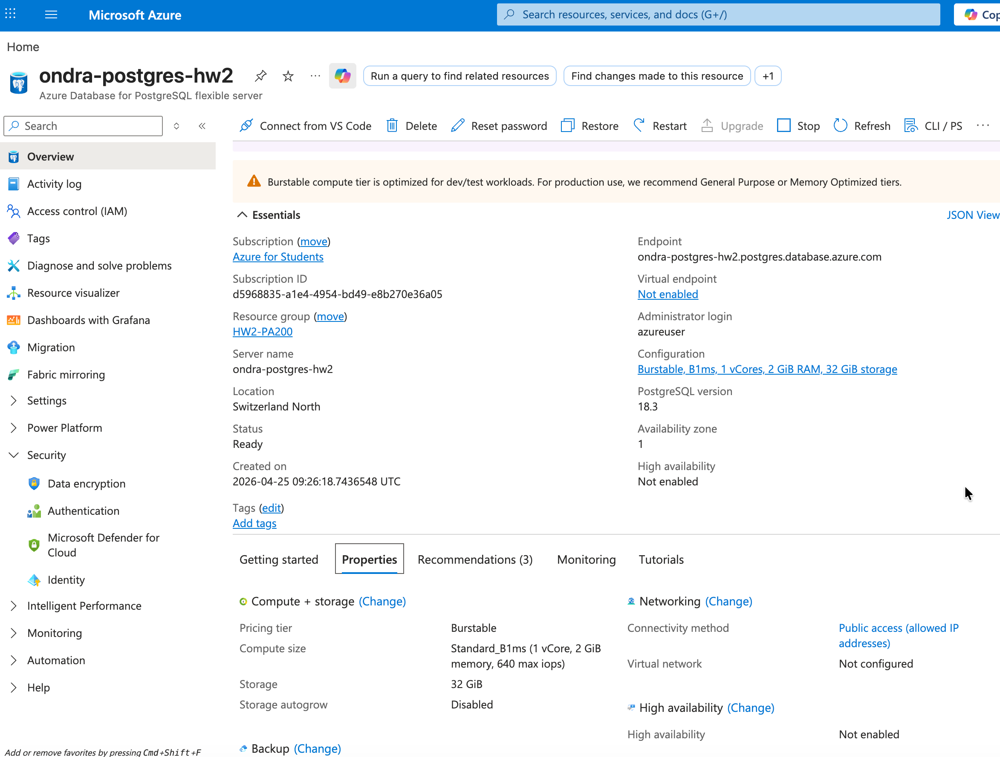 Microsoft Azure
Search resources, services, and docs (G+/)
Home
ondra-postgres-hw2
Run a query to find related resources
Find changes made to this resource
+1
Azure Database for PostgreSQL flexible server
Search
Connect from VS Code
Delete
Reset password
Restore
Restart
Upgrade
Stop
Refresh
CLI / PS
Overview
Activity log
Access control (IAM)
Tags
Diagnose and solve problems
Resource visualizer
Dashboards with Grafana
Migration
Fabric mirroring
Settings
Power Platform
Security
Data encryption
Authentication
Microsoft Defender for
Cloud
Identity
Intelligent Performance
Monitoring
Automation
Help
Add or remove favorites by pressing Cmd+Shift+F
Burstable compute tier is optimized for dev/test workloads. For production use, we recommend General Purpose or Memory Optimized tiers.
Essentials
JSON View
Subscription (move)
Azure for Students
Subscription ID
d5968835-a1e4-4954-bd49-e8b270e36a05
Resource group (move)
HW2-PA200
Server name
ondra-postgres-hw2
Location
Switzerland North
Status
Ready
Created on
2026-04-25 09:26:18.7436548 UTC
Tags (edit)
Add tags
Endpoint
ondra-postgres-hw2.postgres.database.azure.com
Virtual endpoint
Not enabled
Administrator login
azureuser
Configuration
Burstable, B1ms, 1 vCores, 2 GiB RAM, 32 GiB storage
PostgreSQL version
18.3
Availability zone
1
High availability
Not enabled
Getting started
Properties
Recommendations (3)
Monitoring
Tutorials
Compute + storage (Change)
Pricing tier
Burstable
Compute size
Standard_B1ms (1 vCore, 2 GiB
memory, 640 max iops)
Storage
32 GiB
Storage autogrow
Disabled
Backup (Change)
Networking (Change)
Connectivity method
Public access (allowed IP
addresses)
Virtual network
Not configured
High availability (Change)
High availability
Not enabled